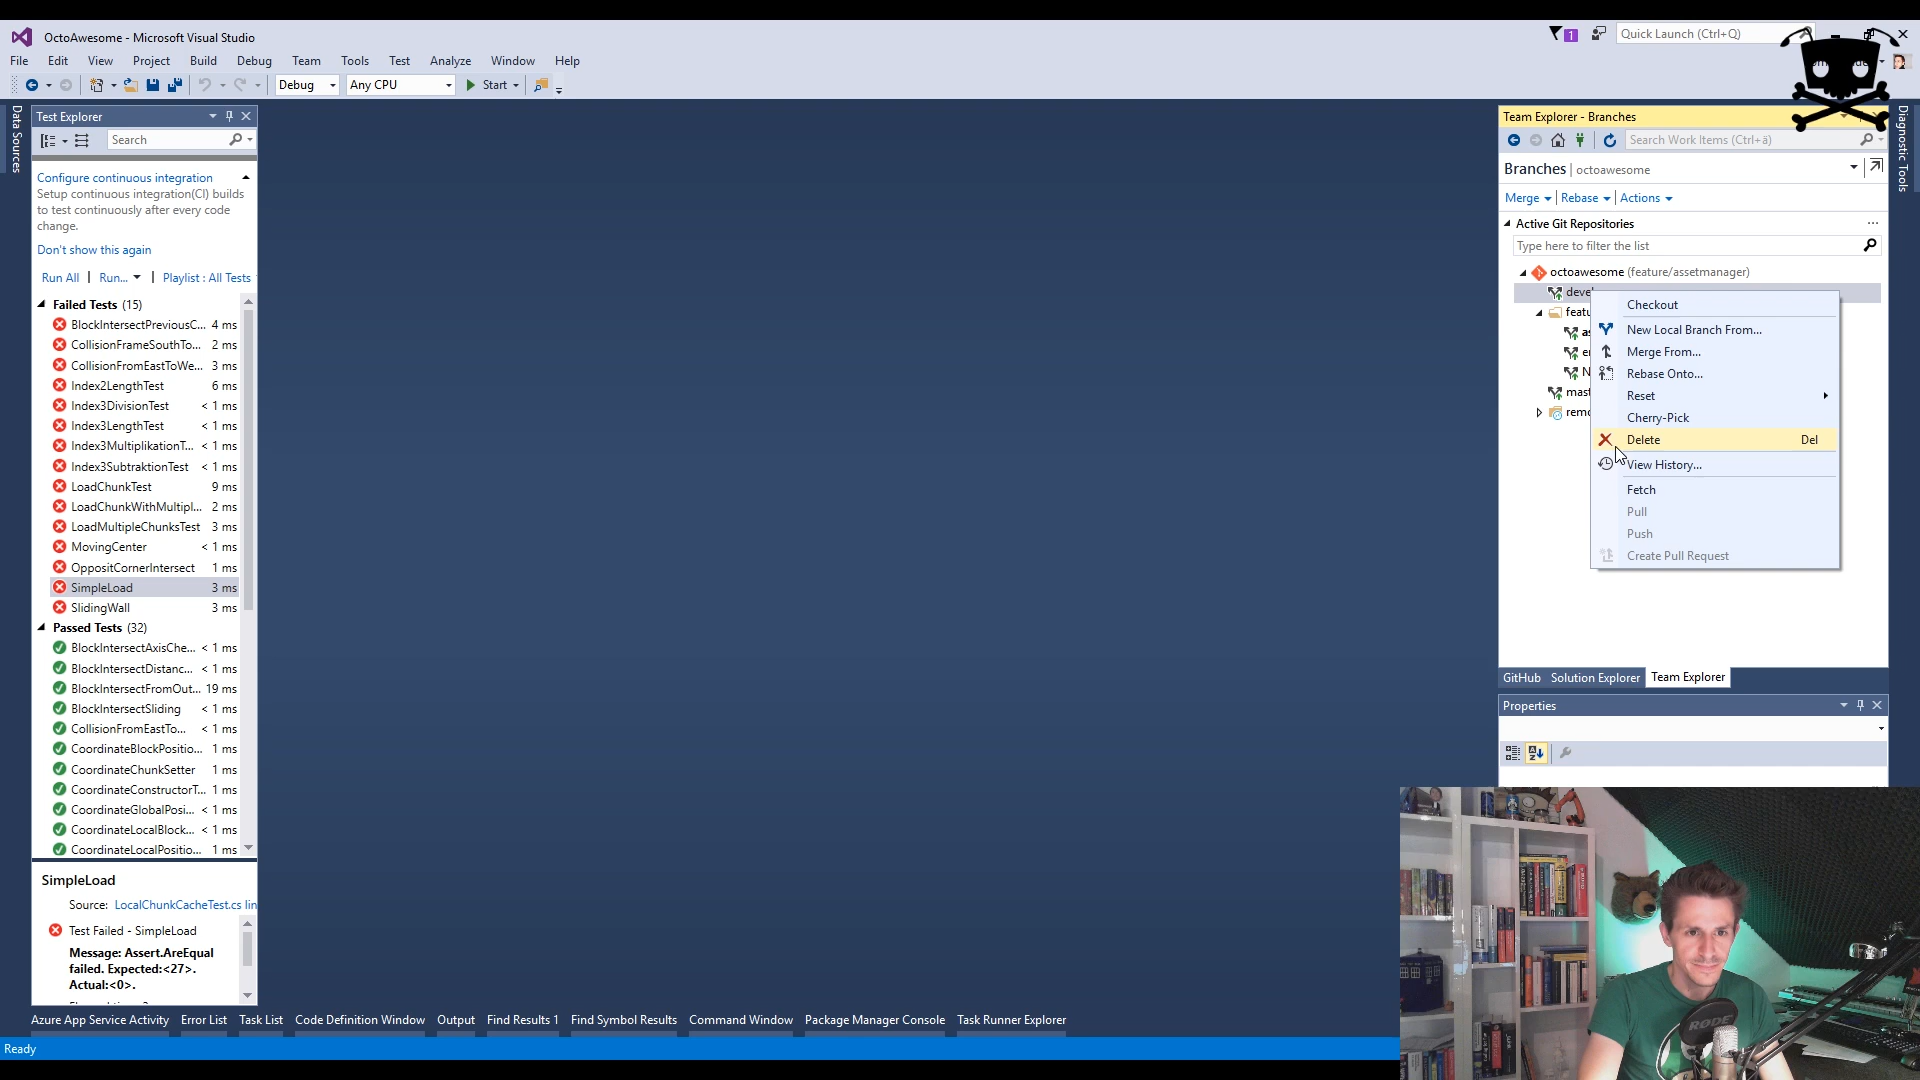 OctoAwesome - Microsoft Visual Studio
1
Quick Launch (Ctrl+Q)
File Edit View Project Build Debug Team Tools Test Analyze Window Help
Debug Any CPU Start
Data Sources
Test Explorer
Search
Configure continuous integration
Setup continuous integration(CI) builds
to test continuously after every code
change.
Don't show this again
Run All | Run... | Playlist : All Tests
Failed Tests (15)
BlockIntersectPreviousC... 4 ms
CollisionFrameSouthTo... 2 ms
CollisionFromEastToWe... 3 ms
Index2LengthTest 6 ms
Index3DivisionTest < 1 ms
Index3LengthTest < 1 ms
Index3MultiplikationT... < 1 ms
Index3SubtraktionTest < 1 ms
LoadChunkTest 9 ms
LoadChunkWithMultipl... 2 ms
LoadMultipleChunksTest 3 ms
MovingCenter < 1 ms
OppositCornerIntersect 1 ms
SimpleLoad 3 ms
SlidingWall 3 ms
Passed Tests (32)
BlockIntersectAxisChe... < 1 ms
BlockIntersectDistanc... < 1 ms
BlockIntersectFromOut... 19 ms
BlockIntersectSliding < 1 ms
CollisionFromEastTo... < 1 ms
CoordinateBlockPositio... 1 ms
CoordinateChunkSetter 1 ms
CoordinateConstructorT... 1 ms
CoordinateGlobalPosi... < 1 ms
CoordinateLocalBlock... < 1 ms
CoordinateLocalPositio... 1 ms
SimpleLoad
Source: LocalChunkCacheTest.cs lin
Test Failed - SimpleLoad
Message: Assert.AreEqual
failed. Expected:<27>.
Actual:<0>.
Team Explorer - Branches
Search Work Items (Ctrl+ä)
Branches | octoawesome
Merge | Rebase | Actions
Active Git Repositories
Type here to filter the list
octoawesome (feature/assetmanager)
devel
featu
as
er
N
mast
remo
Checkout
New Local Branch From...
Merge From...
Rebase Onto...
Reset
Cherry-Pick
Delete Del
View History...
Fetch
Pull
Push
Create Pull Request
GitHub Solution Explorer Team Explorer
Properties
Diagnostic Tools
RODE
Azure App Service Activity Error List Task List Code Definition Window Output Find Results 1 Find Symbol Results Command Window Package Manager Console Task Runner Explorer
Ready